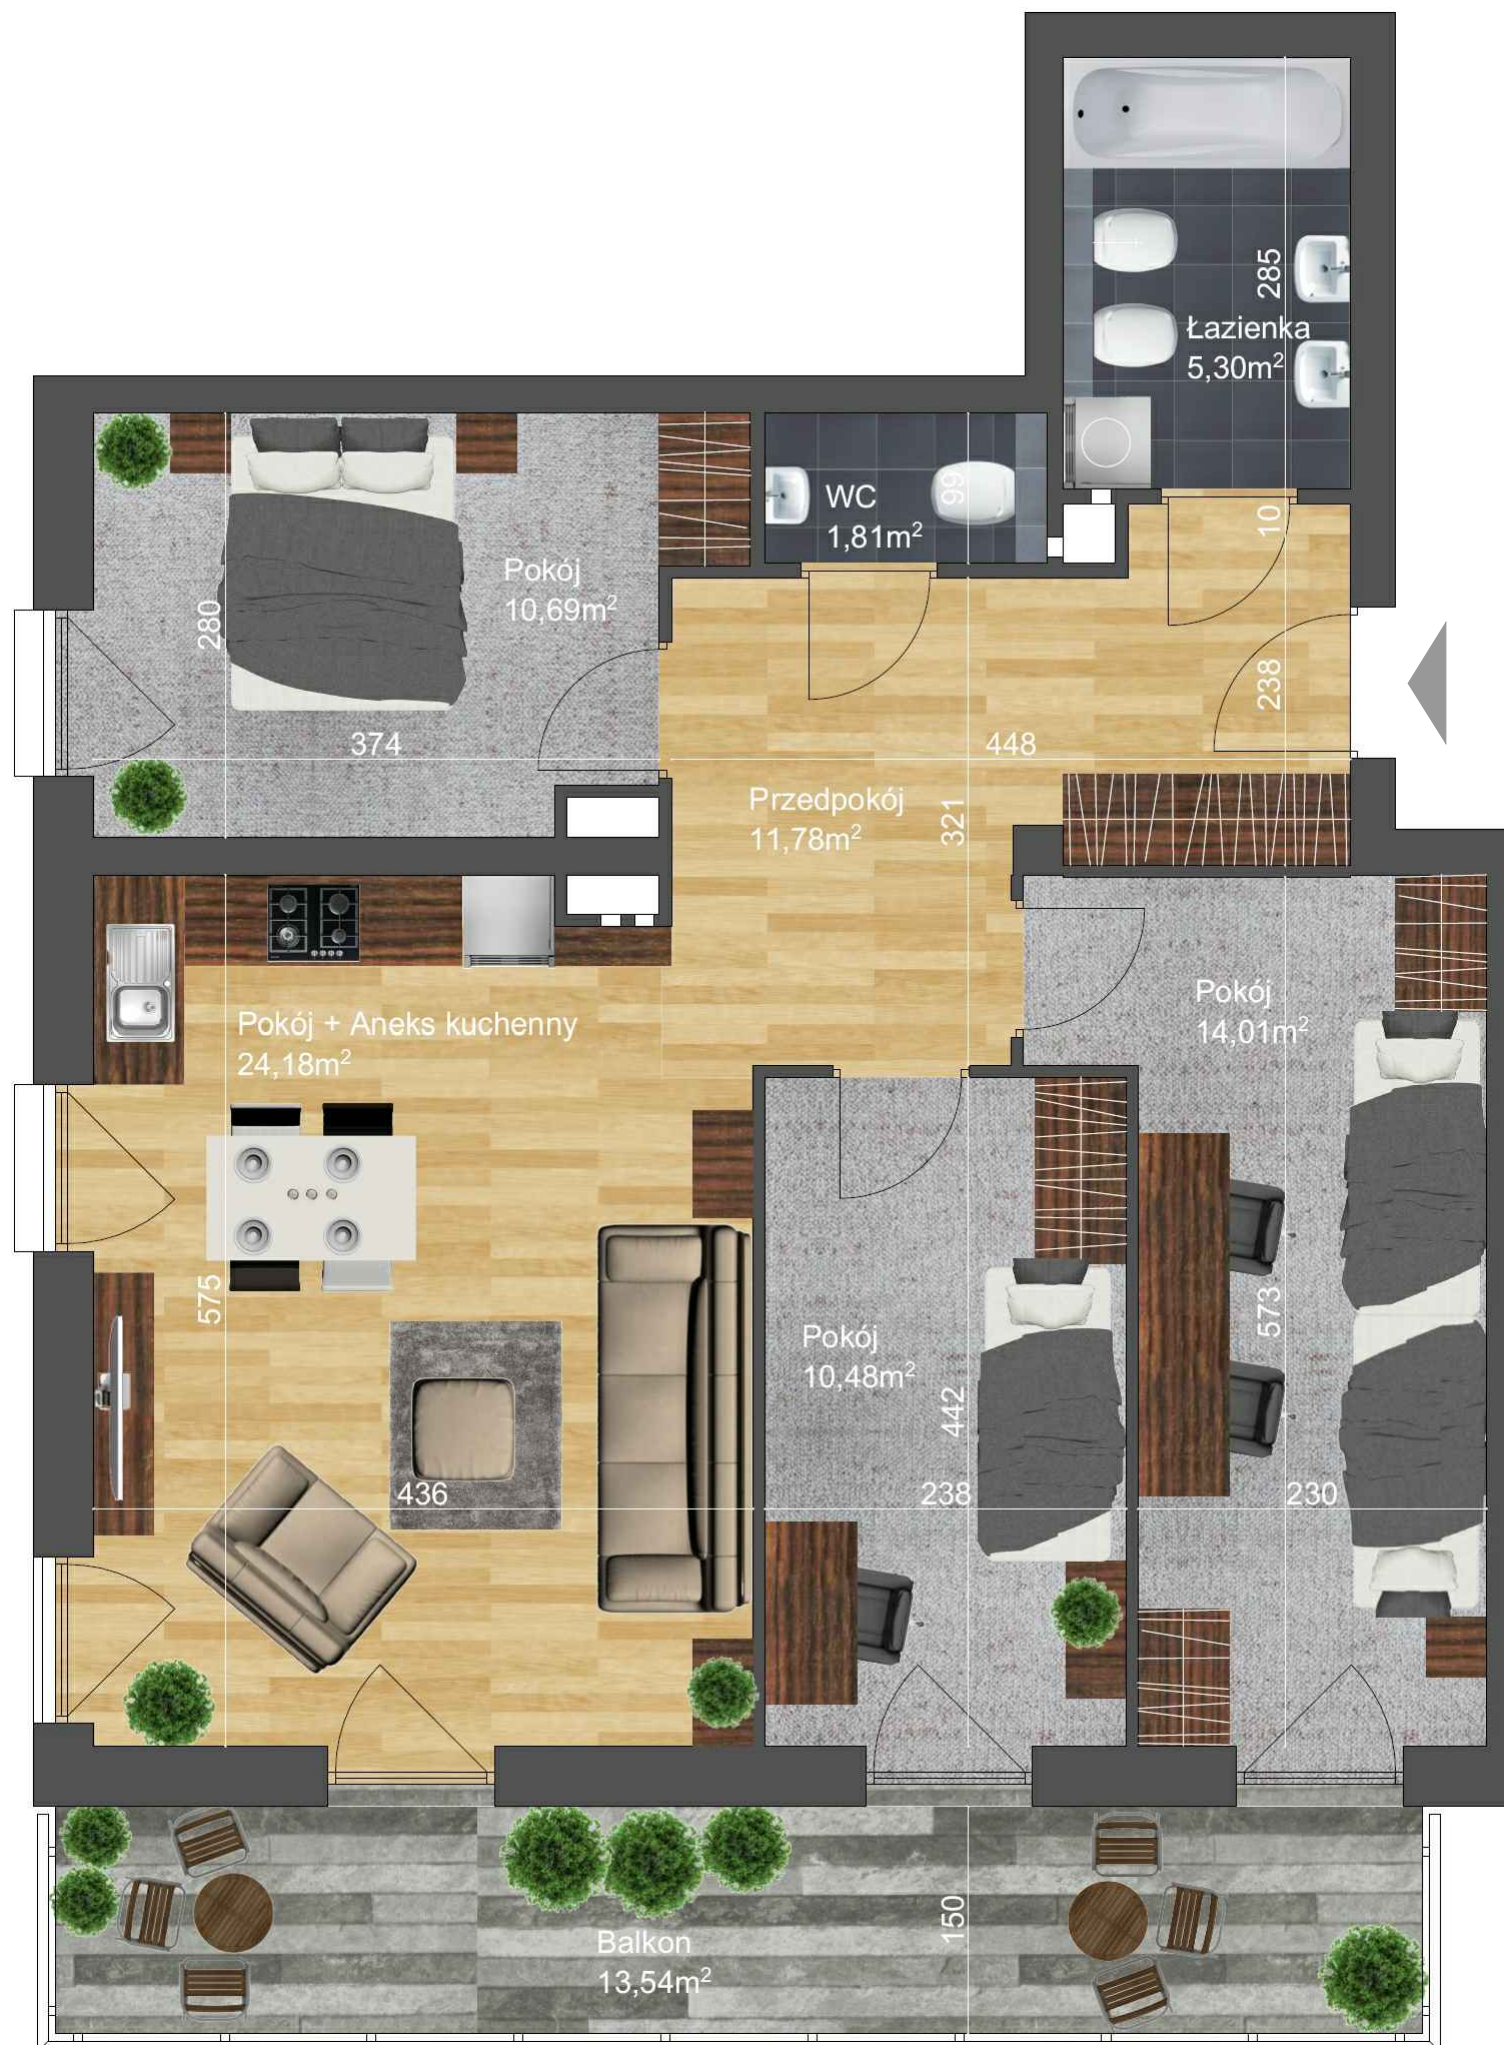 285
Łazienka
5,30m²
WC
1,81m²
99
10
Pokój
10,69m²
280
374
448
238
Przedpokój
11,78m²
321
Pokój + Aneks kuchenny
24,18m²
Pokój
14,01m²
575
573
Pokój
10,48m²
442
436
238
230
Balkon
13,54m²
150